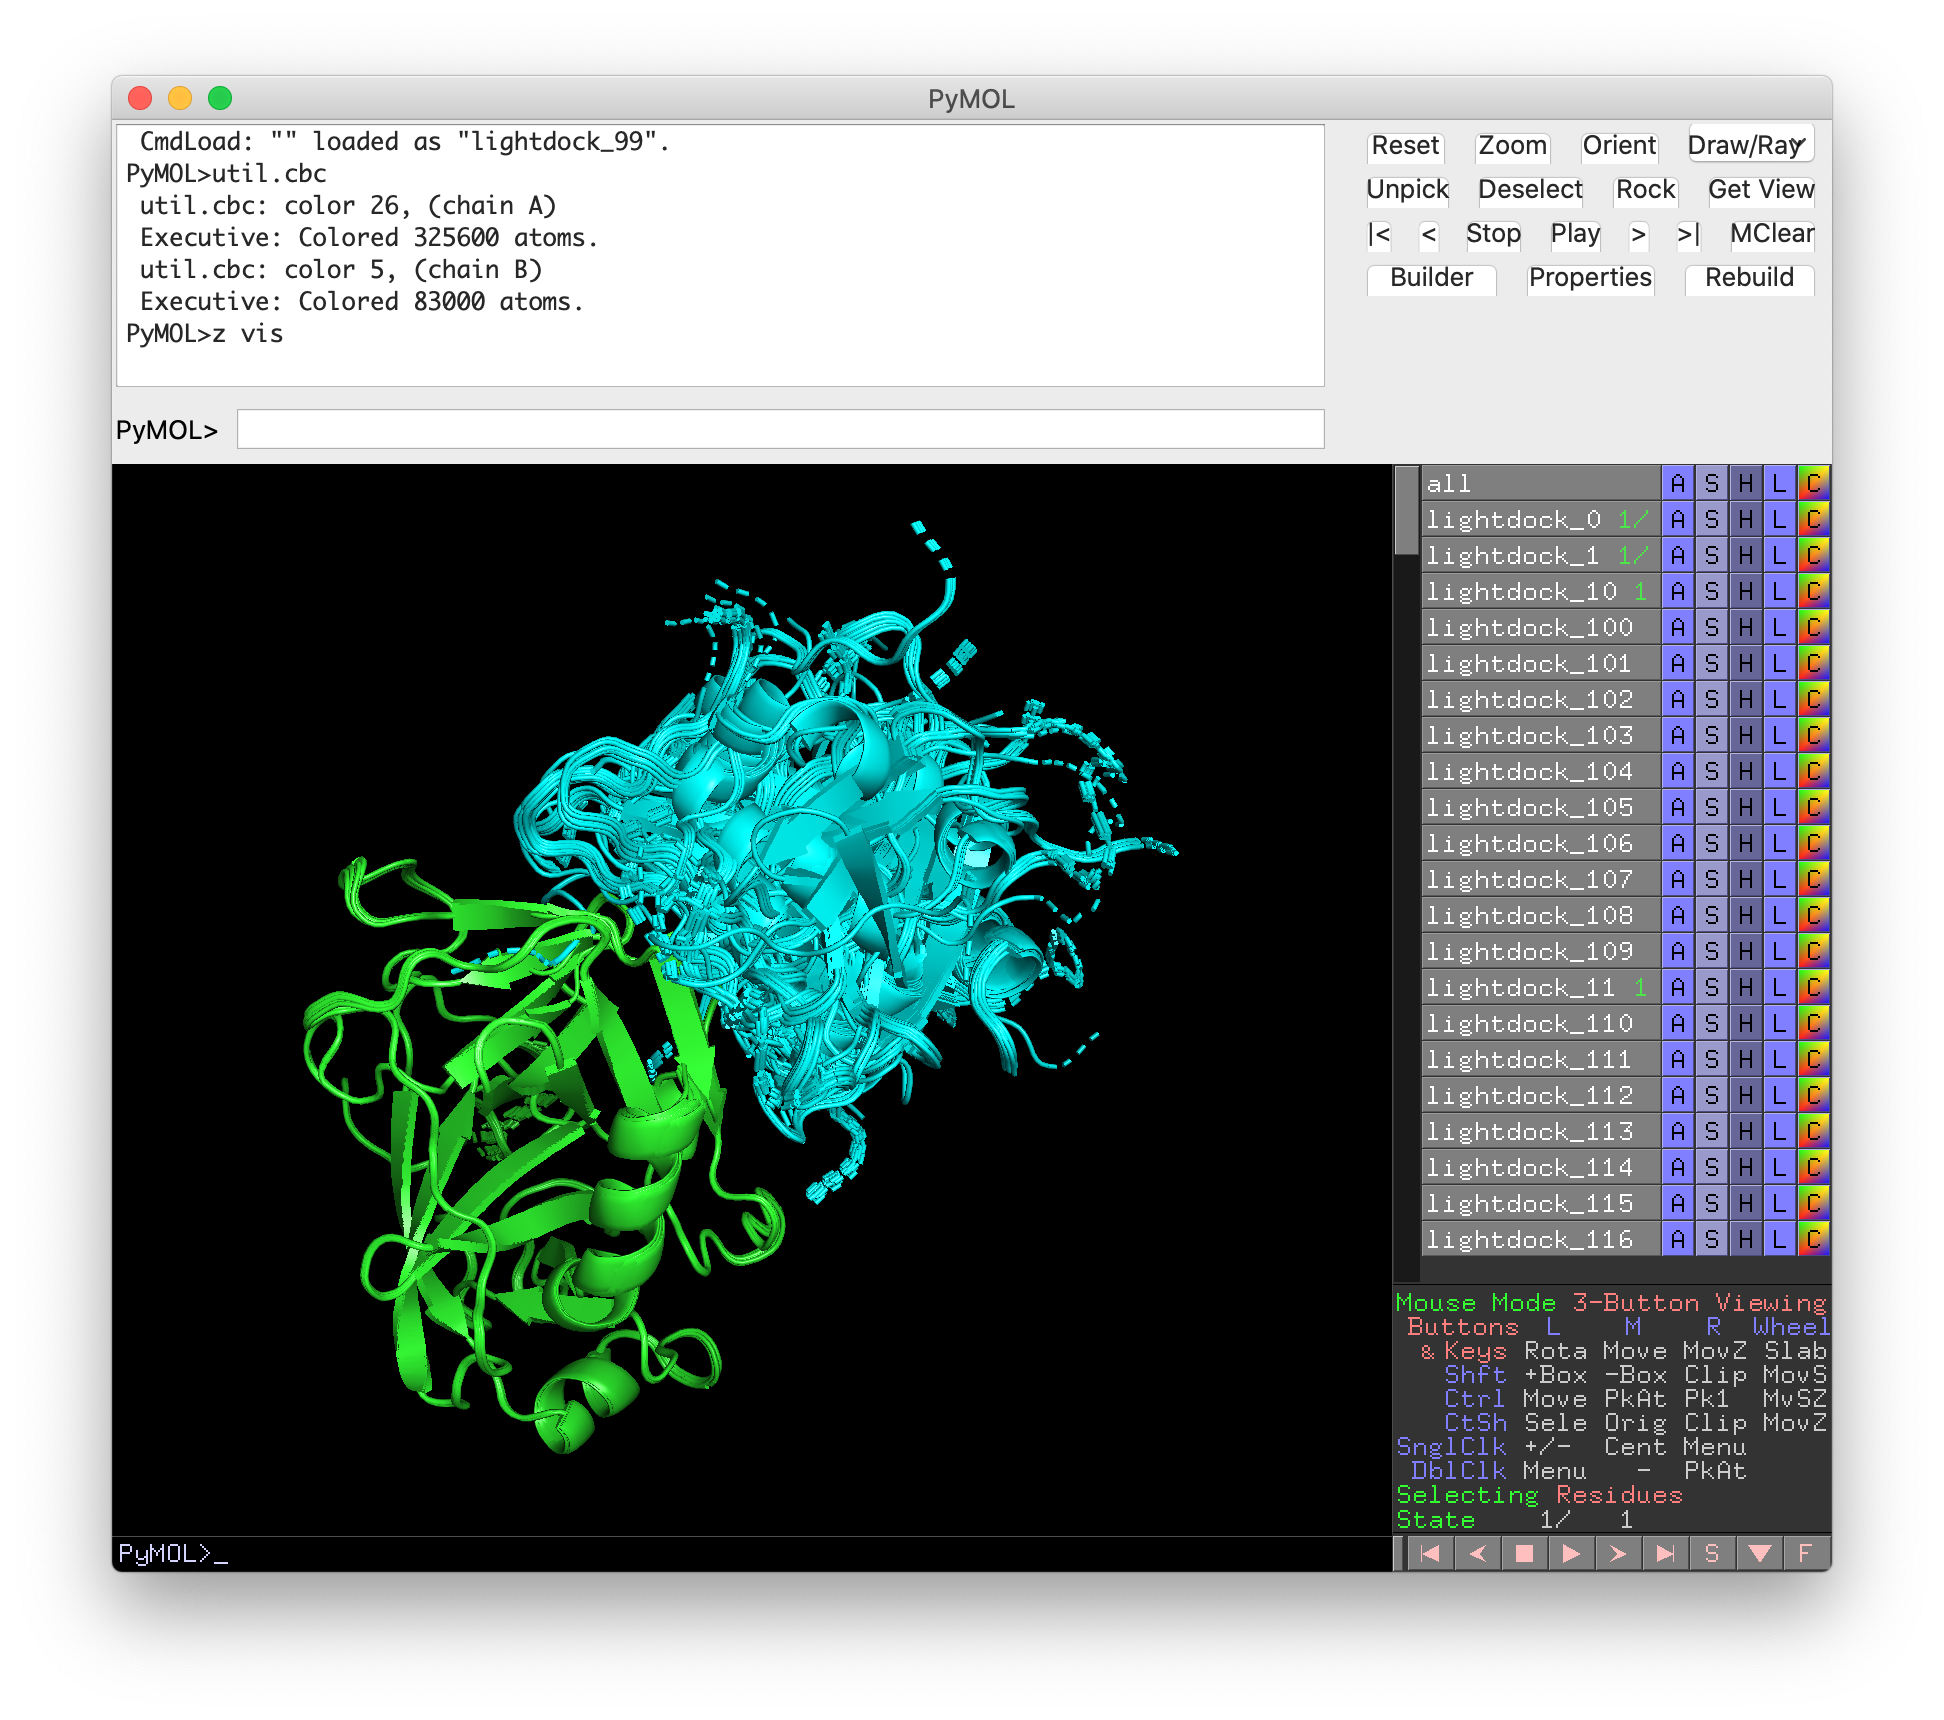 PyMOL
CmdLoad: "" loaded as "lightdock_99".
PyMOL>util.cbc
util.cbc: color 26, (chain A)
Executive: Colored 325600 atoms.
util.cbc: color 5, (chain B)
Executive: Colored 83000 atoms.
PyMOL>z vis
PyMOL>
Reset Zoom Orient Draw/Ray
Unpick Deselect Rock Get View
|< < Stop Play > >| MClear
Builder Properties Rebuild
all A S H L C
lightdock_0 1/ A S H L C
lightdock_1 1/ A S H L C
lightdock_10 1 A S H L C
lightdock_100 A S H L C
lightdock_101 A S H L C
lightdock_102 A S H L C
lightdock_103 A S H L C
lightdock_104 A S H L C
lightdock_105 A S H L C
lightdock_106 A S H L C
lightdock_107 A S H L C
lightdock_108 A S H L C
lightdock_109 A S H L C
lightdock_11 1 A S H L C
lightdock_110 A S H L C
lightdock_111 A S H L C
lightdock_112 A S H L C
lightdock_113 A S H L C
lightdock_114 A S H L C
lightdock_115 A S H L C
lightdock_116 A S H L C
Mouse Mode 3-Button Viewing
Buttons L M R Wheel
& Keys Rota Move MovZ Slab
Shft +Box -Box Clip MovS
Ctrl Move PkAt Pk1 MvSZ
CtSh Sele Orig Clip MovZ
SnglClk +/- Cent Menu
DblClk Menu - PkAt
Selecting Residues
State 1/ 1
PyMOL>_
S F